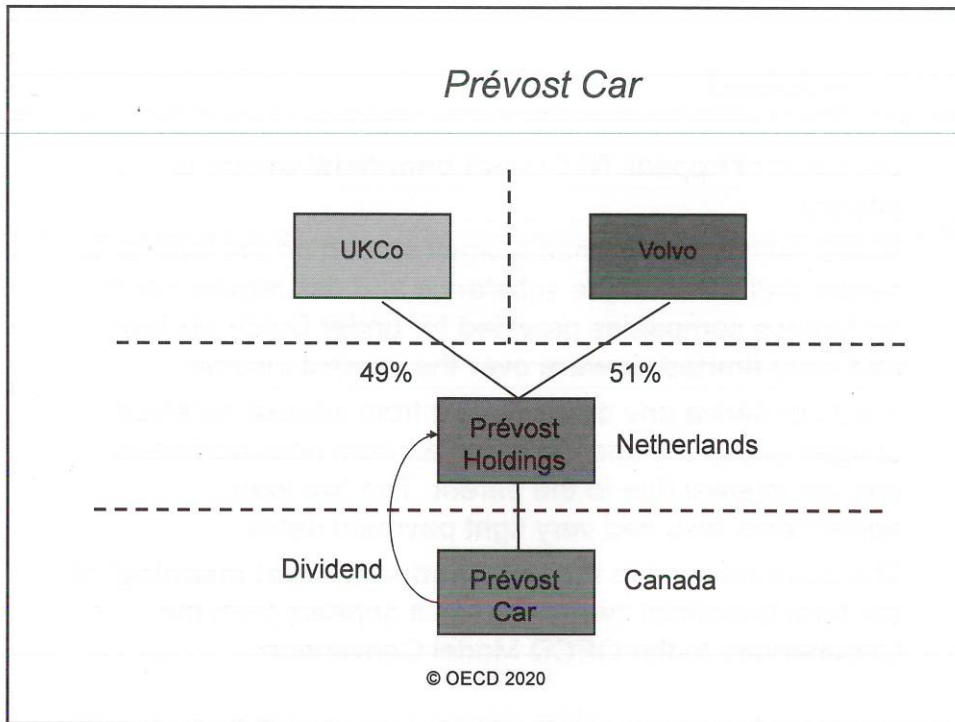 Prévost Car
UKCo
Volvo
49%
51%
Prévost
Holdings
Netherlands
Dividend
Prévost
Car
Canada
© OECD 2020